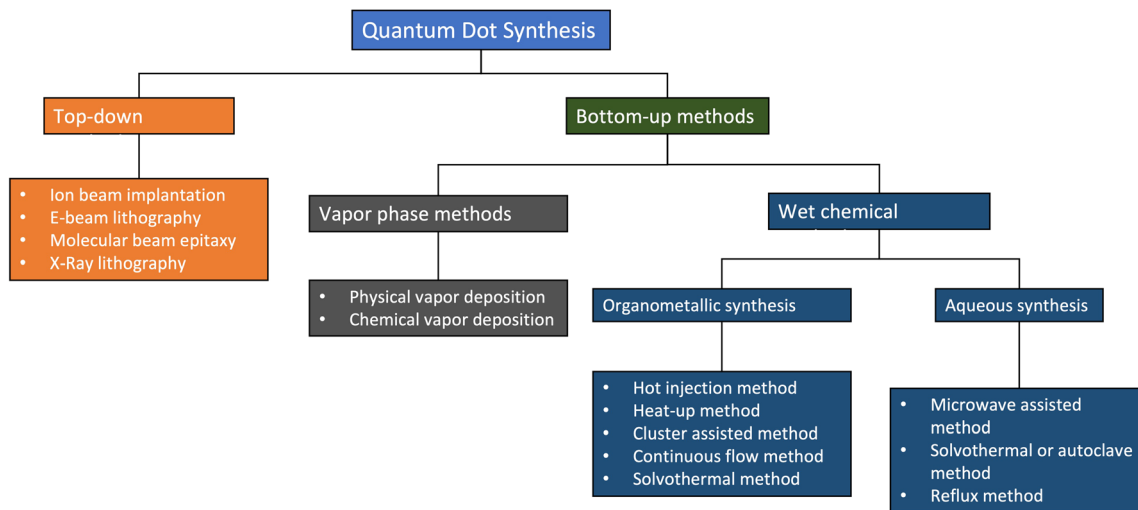 Quantum Dot Synthesis
Top-down
Bottom-up methods
• Ion beam implantation
• E-beam lithography
• Molecular beam epitaxy
• X-Ray lithography
Vapor phase methods
Wet chemical
• Physical vapor deposition
• Chemical vapor deposition
Organometallic synthesis
Aqueous synthesis
• Hot injection method
• Heat-up method
• Cluster assisted method
• Continuous flow method
• Solvothermal method
• Microwave assisted
method
• Solvothermal or autoclave
method
• Reflux method